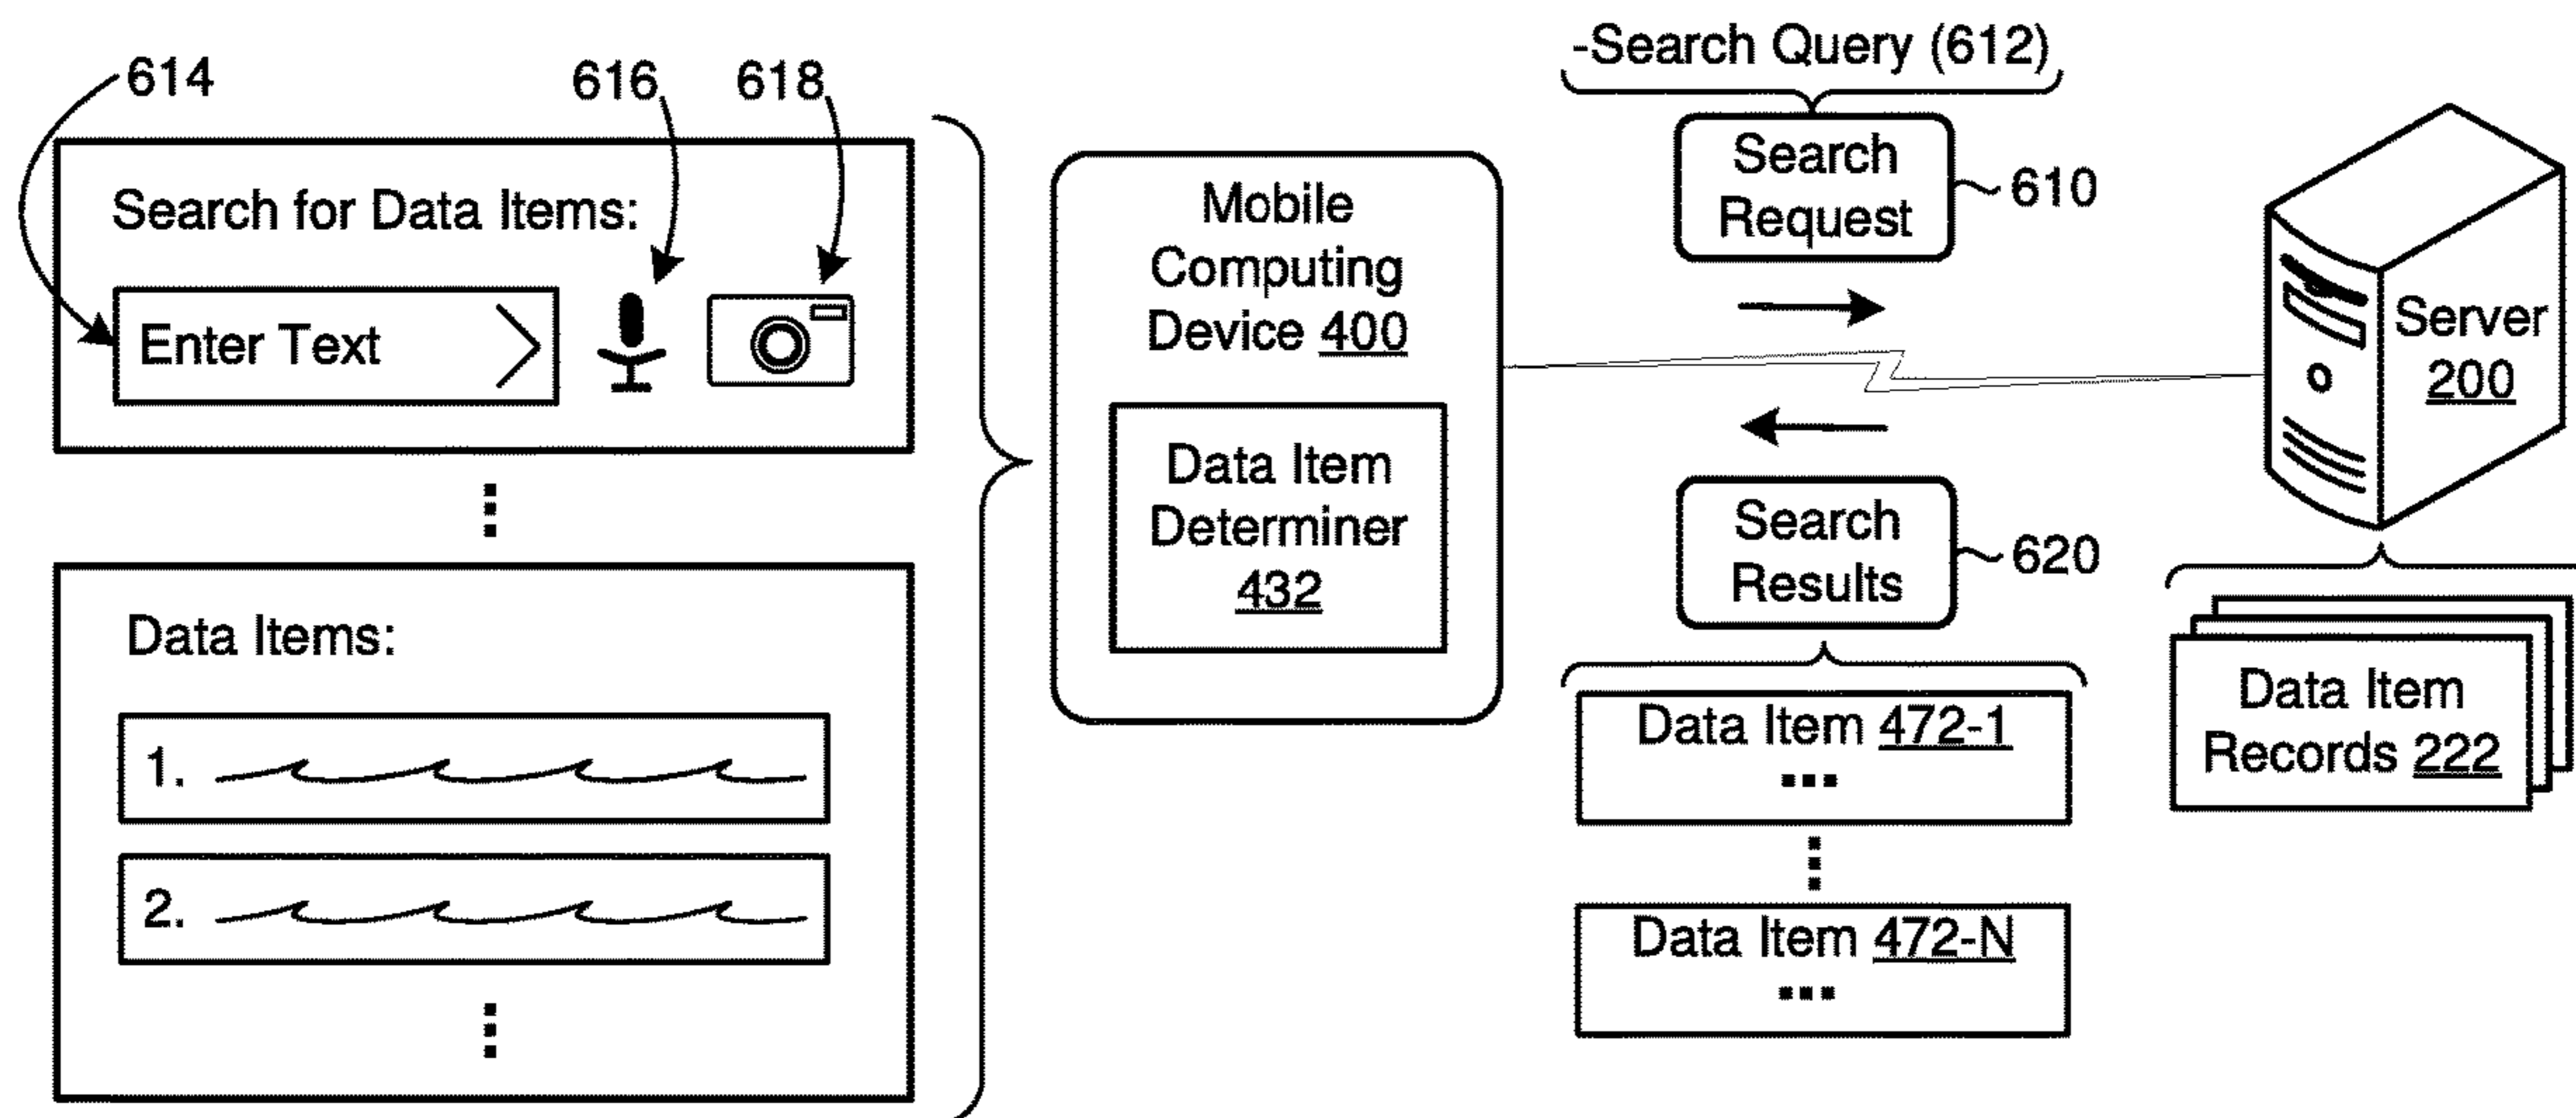 614
616
618
Search for Data Items:
Enter Text
Data Items:
1.
2.
Mobile
Computing
Device 400
Data Item
Determiner
432
-Search Query (612)
Search
Request
610
Search
Results
620
Data Item 472-1
...
Data Item 472-N
...
Server
200
Data Item
Records 222